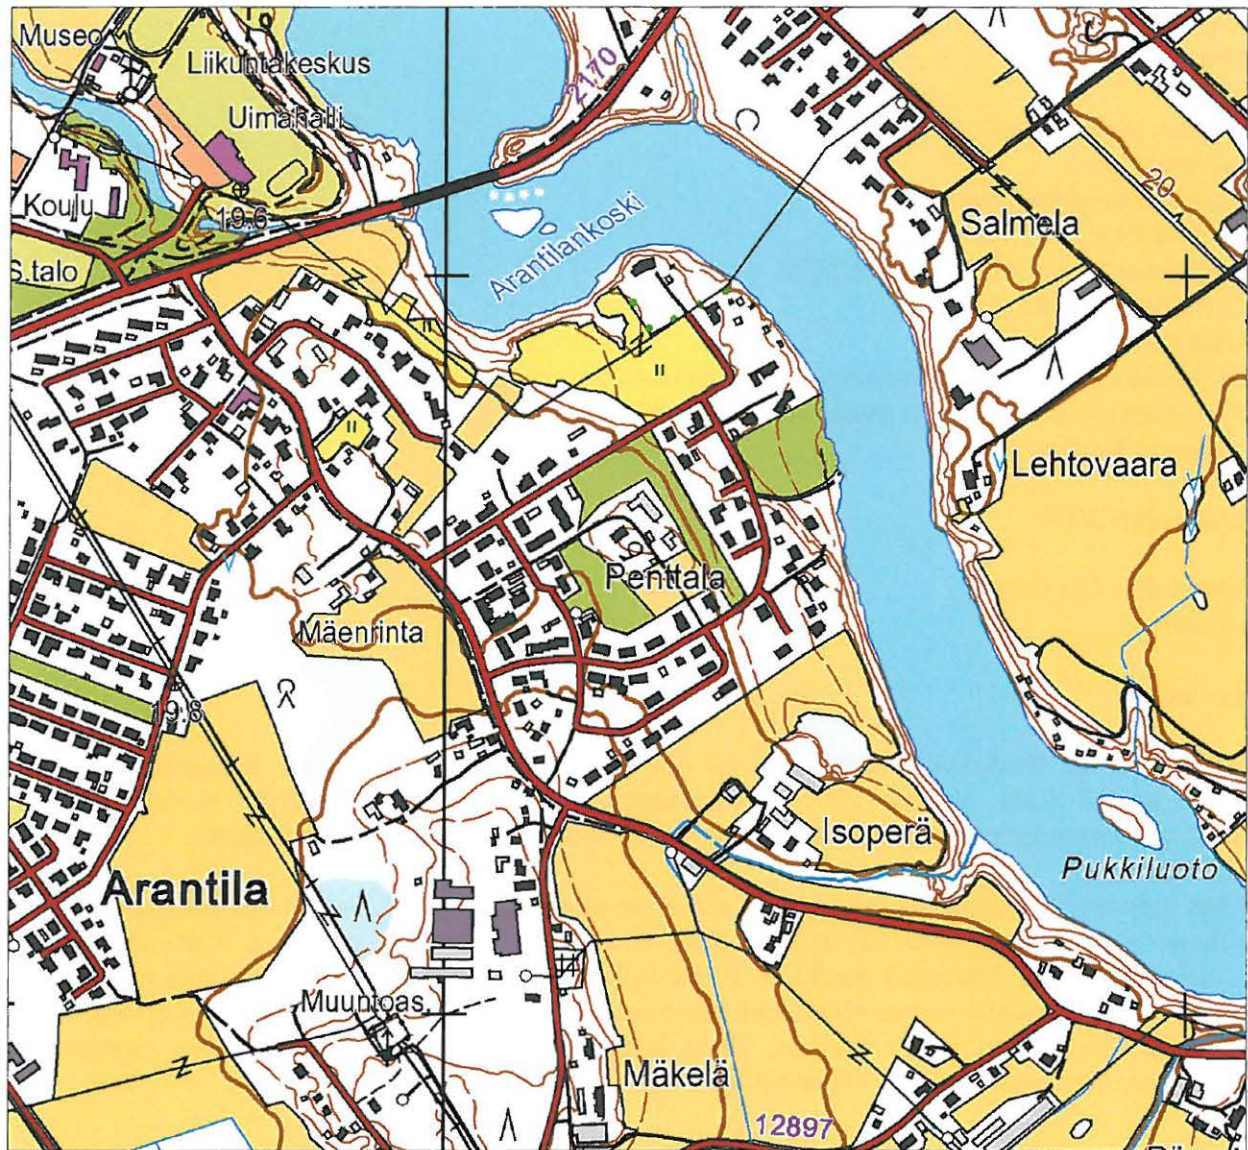 Museo
Liikuntakeskus
2170
Uimahalli
Koulu
19.6
Arantilankoski
20
Salmela
S.talo
Lehtovaara
Penttala
Mäenrinta
19.8
Isoperä
Pukkiluoto
Arantila
Muuntoas
Mäkelä
12897